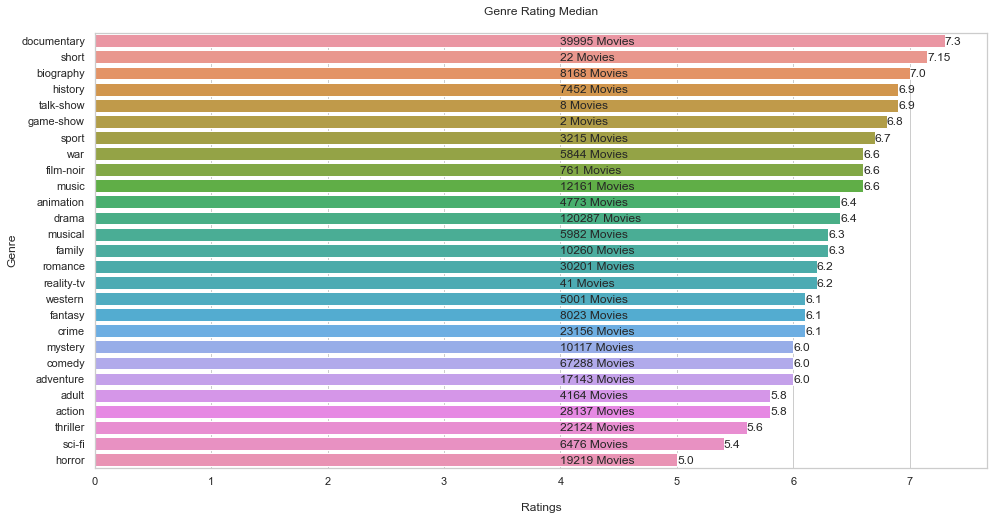 Genre Rating Median
documentary 39995 Movies 7.3
short 22 Movies 7.15
biography 8168 Movies 7.0
history 7452 Movies 6.9
talk-show 8 Movies 6.9
game-show 2 Movies 6.8
sport 3215 Movies 6.7
war 5844 Movies 6.6
film-noir 761 Movies 6.6
music 12161 Movies 6.6
animation 4773 Movies 6.4
drama 120287 Movies 6.4
musical 5982 Movies 6.3
family 10260 Movies 6.3
romance 30201 Movies 6.2
reality-tv 41 Movies 6.2
western 5001 Movies 6.1
fantasy 8023 Movies 6.1
crime 23156 Movies 6.1
mystery 10117 Movies 6.0
comedy 67288 Movies 6.0
adventure 17143 Movies 6.0
adult 4164 Movies 5.8
action 28137 Movies 5.8
thriller 22124 Movies 5.6
sci-fi 6476 Movies 5.4
horror 19219 Movies 5.0
Genre
0 1 2 3 4 5 6 7
Ratings